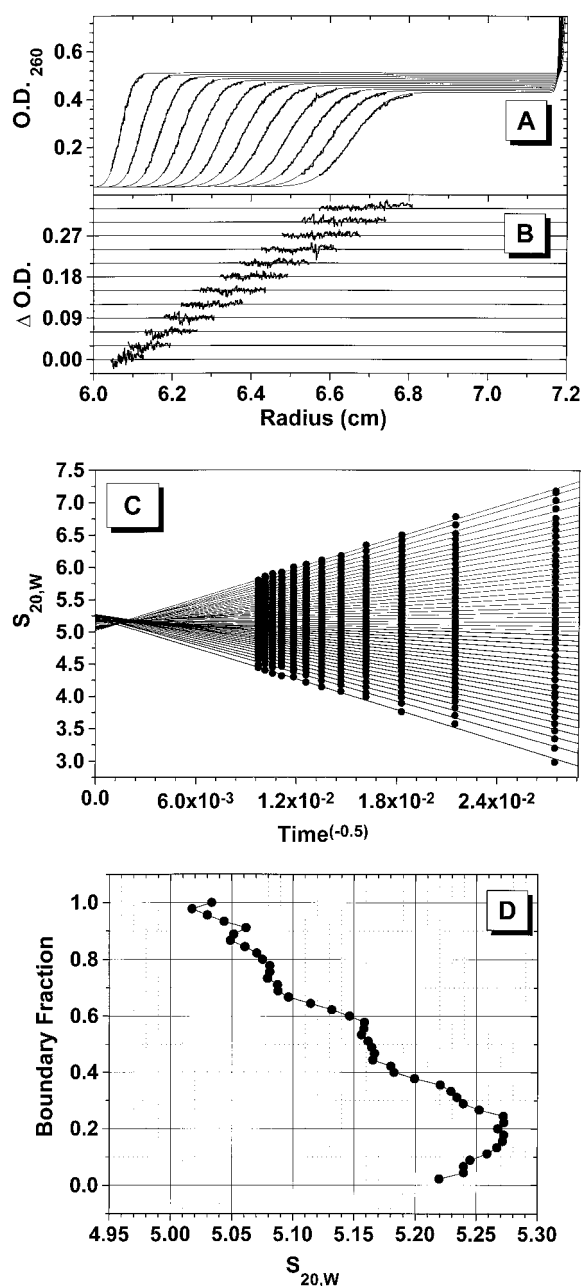 0.6
0.4
0.2
O.D.260
A
0.27
0.18
0.09
0.00
Δ O.D.
B
6.0 6.2 6.4 6.6 6.8 7.0 7.2
Radius (cm)
7.5
7.0
6.5
6.0
5.5
5.0
4.5
4.0
3.5
3.0
S20,W
C
0.0 6.0x10-3 1.2x10-2 1.8x10-2 2.4x10-2
Time(-0.5)
1.0
0.8
0.6
0.4
0.2
0.0
Boundary Fraction
D
4.95 5.00 5.05 5.10 5.15 5.20 5.25 5.30
S20,W